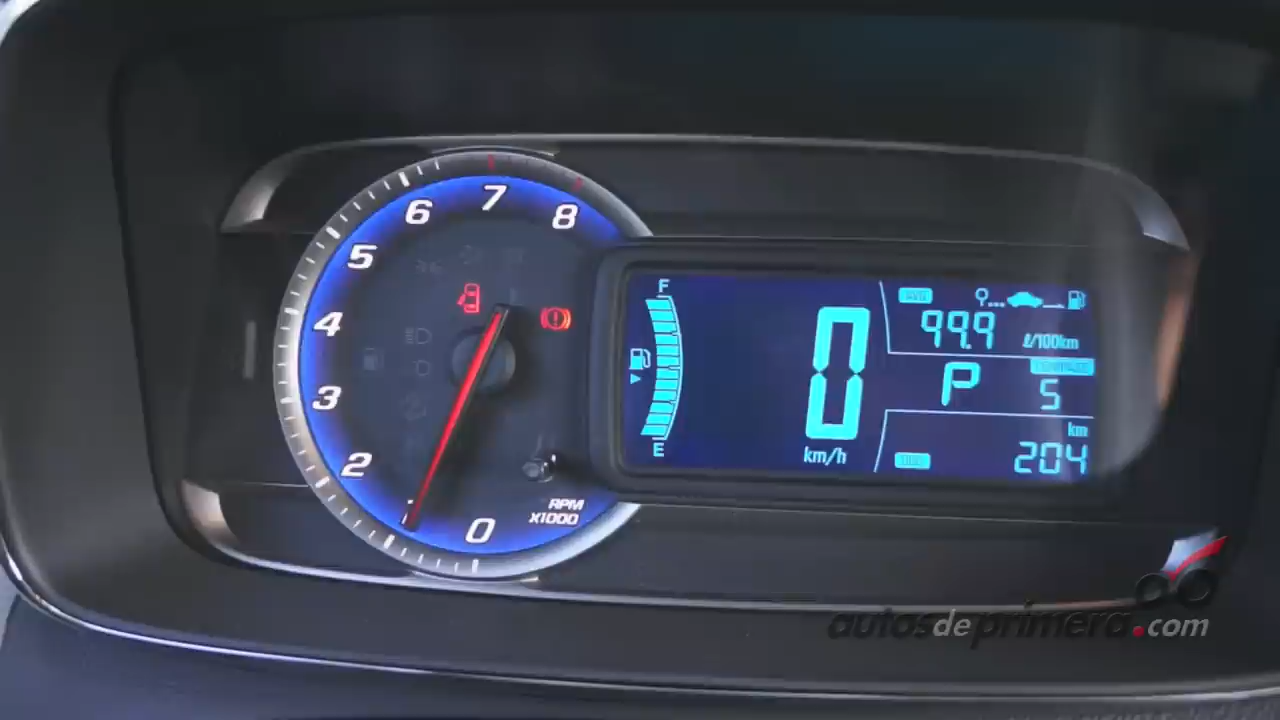 7
6
8
5
4
3
2
0
RPM
X1000
F
E
0
km/h
AVG
99.9
ℓ/100km
P
5
km
204
autosdeprimera.com